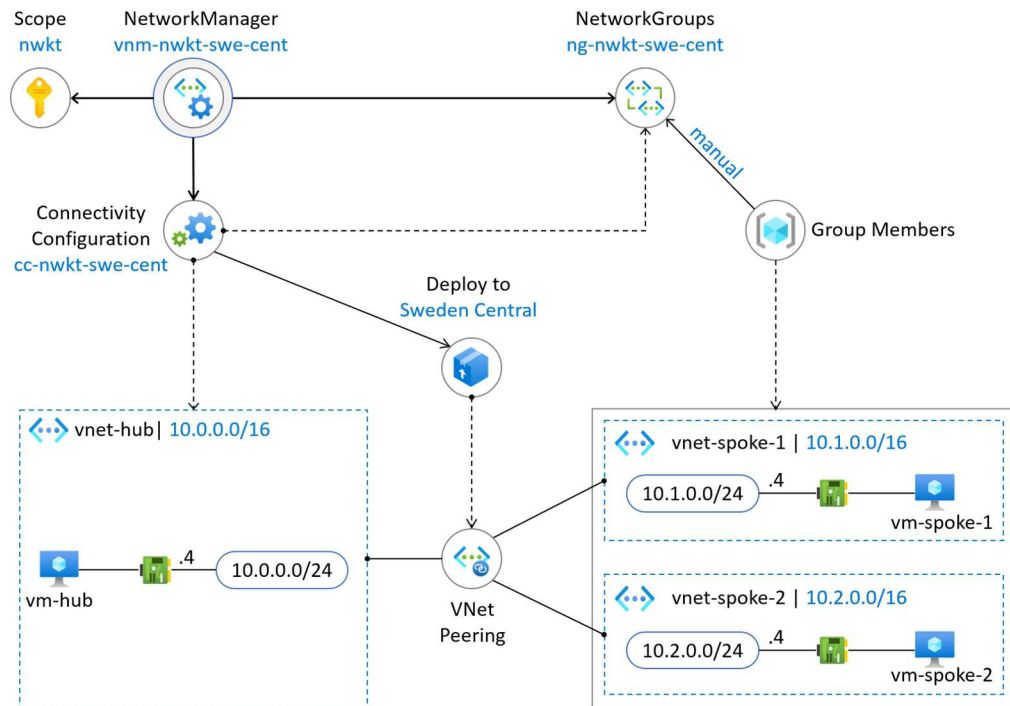 Scope
nwkt
NetworkManager
vnm-nwkt-swe-cent
NetworkGroups
ng-nwkt-swe-cent
manual
Connectivity
Configuration
cc-nwkt-swe-cent
Group Members
Deploy to
Sweden Central
vnet-hub| 10.0.0.0/16
vm-hub
.4
10.0.0.0/24
VNet
Peering
vnet-spoke-1 | 10.1.0.0/16
10.1.0.0/24
.4
vm-spoke-1
vnet-spoke-2 | 10.2.0.0/16
10.2.0.0/24
.4
vm-spoke-2